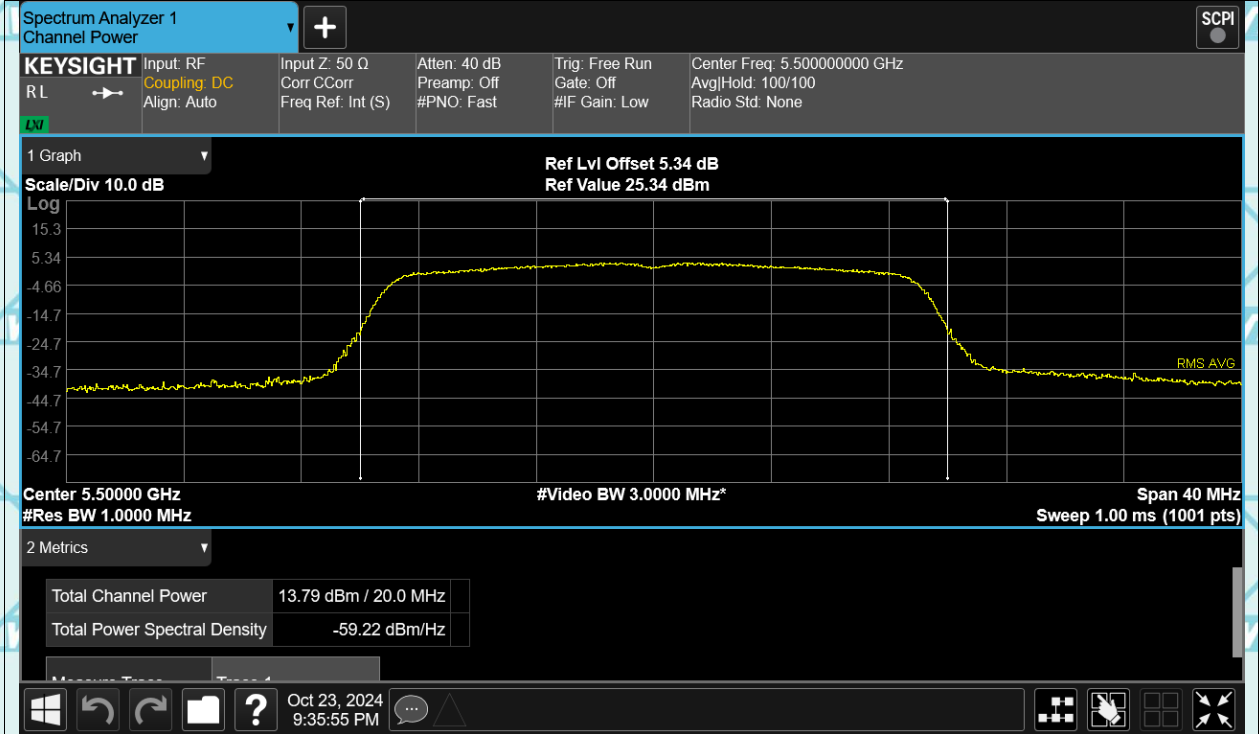 Spectrum Analyzer 1
Channel Power
SCPI
KEYSIGHT
R L
LXI
Input: RF
Coupling: DC
Align: Auto
Input Z: 50 Ω
Corr CCorr
Freq Ref: Int (S)
Atten: 40 dB
Preamp: Off
#PNO: Fast
Trig: Free Run
Gate: Off
#IF Gain: Low
Center Freq: 5.500000000 GHz
Avg|Hold: 100/100
Radio Std: None
1 Graph
Scale/Div 10.0 dB
Ref Lvl Offset 5.34 dB
Ref Value 25.34 dBm
Log
15.3
5.34
-4.66
-14.7
-24.7
-34.7
-44.7
-54.7
-64.7
RMS AVG
Center 5.50000 GHz
#Video BW 3.0000 MHz*
Span 40 MHz
#Res BW 1.0000 MHz
Sweep 1.00 ms (1001 pts)
2 Metrics
Total Channel Power 13.79 dBm / 20.0 MHz
Total Power Spectral Density -59.22 dBm/Hz
Measure Trace Trace 1
?
Oct 23, 2024
9:35:55 PM